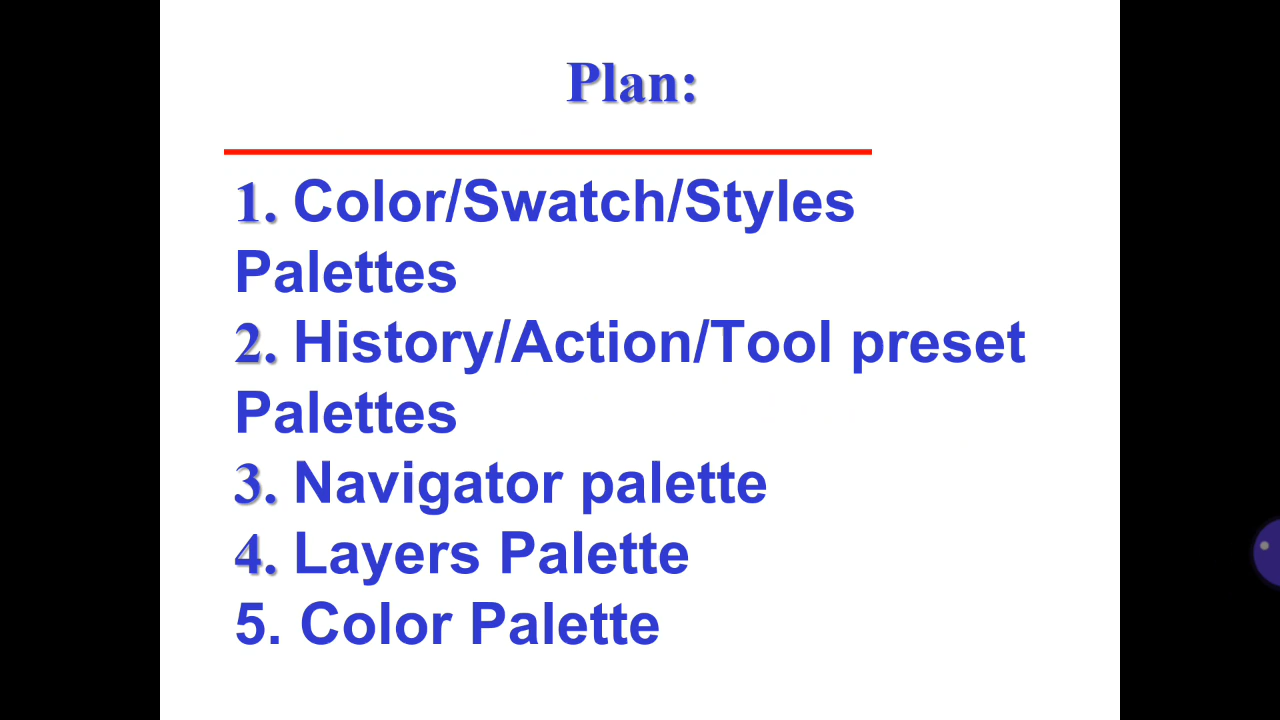 Plan:
1. Color/Swatch/Styles
Palettes
2. History/Action/Tool preset
Palettes
3. Navigator palette
4. Layers Palette
5. Color Palette